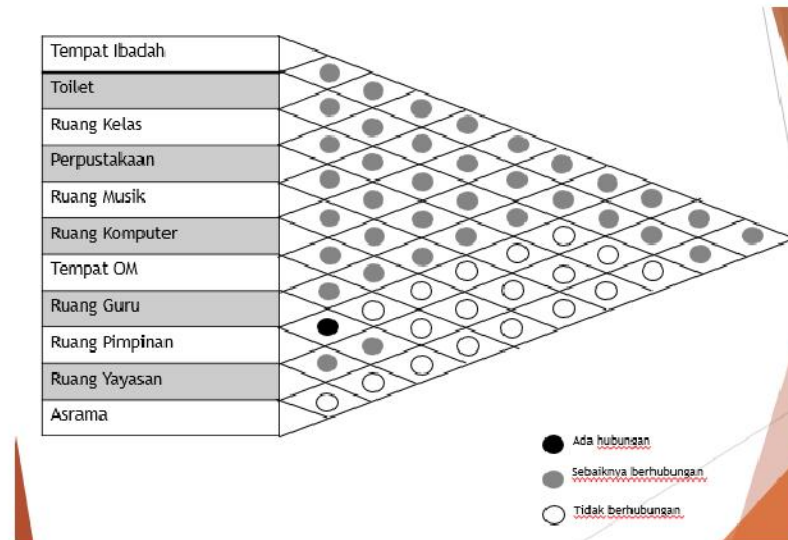 Tempat Ibadah
Toilet
Ruang Kelas
Perpustakaan
Ruang Musik
Ruang Komputer
Tempat OM
Ruang Guru
Ruang Pimpinan
Ruang Yayasan
Asrama
Ada hubungan
Sebaiknya berhubungan
Tidak berhubungan